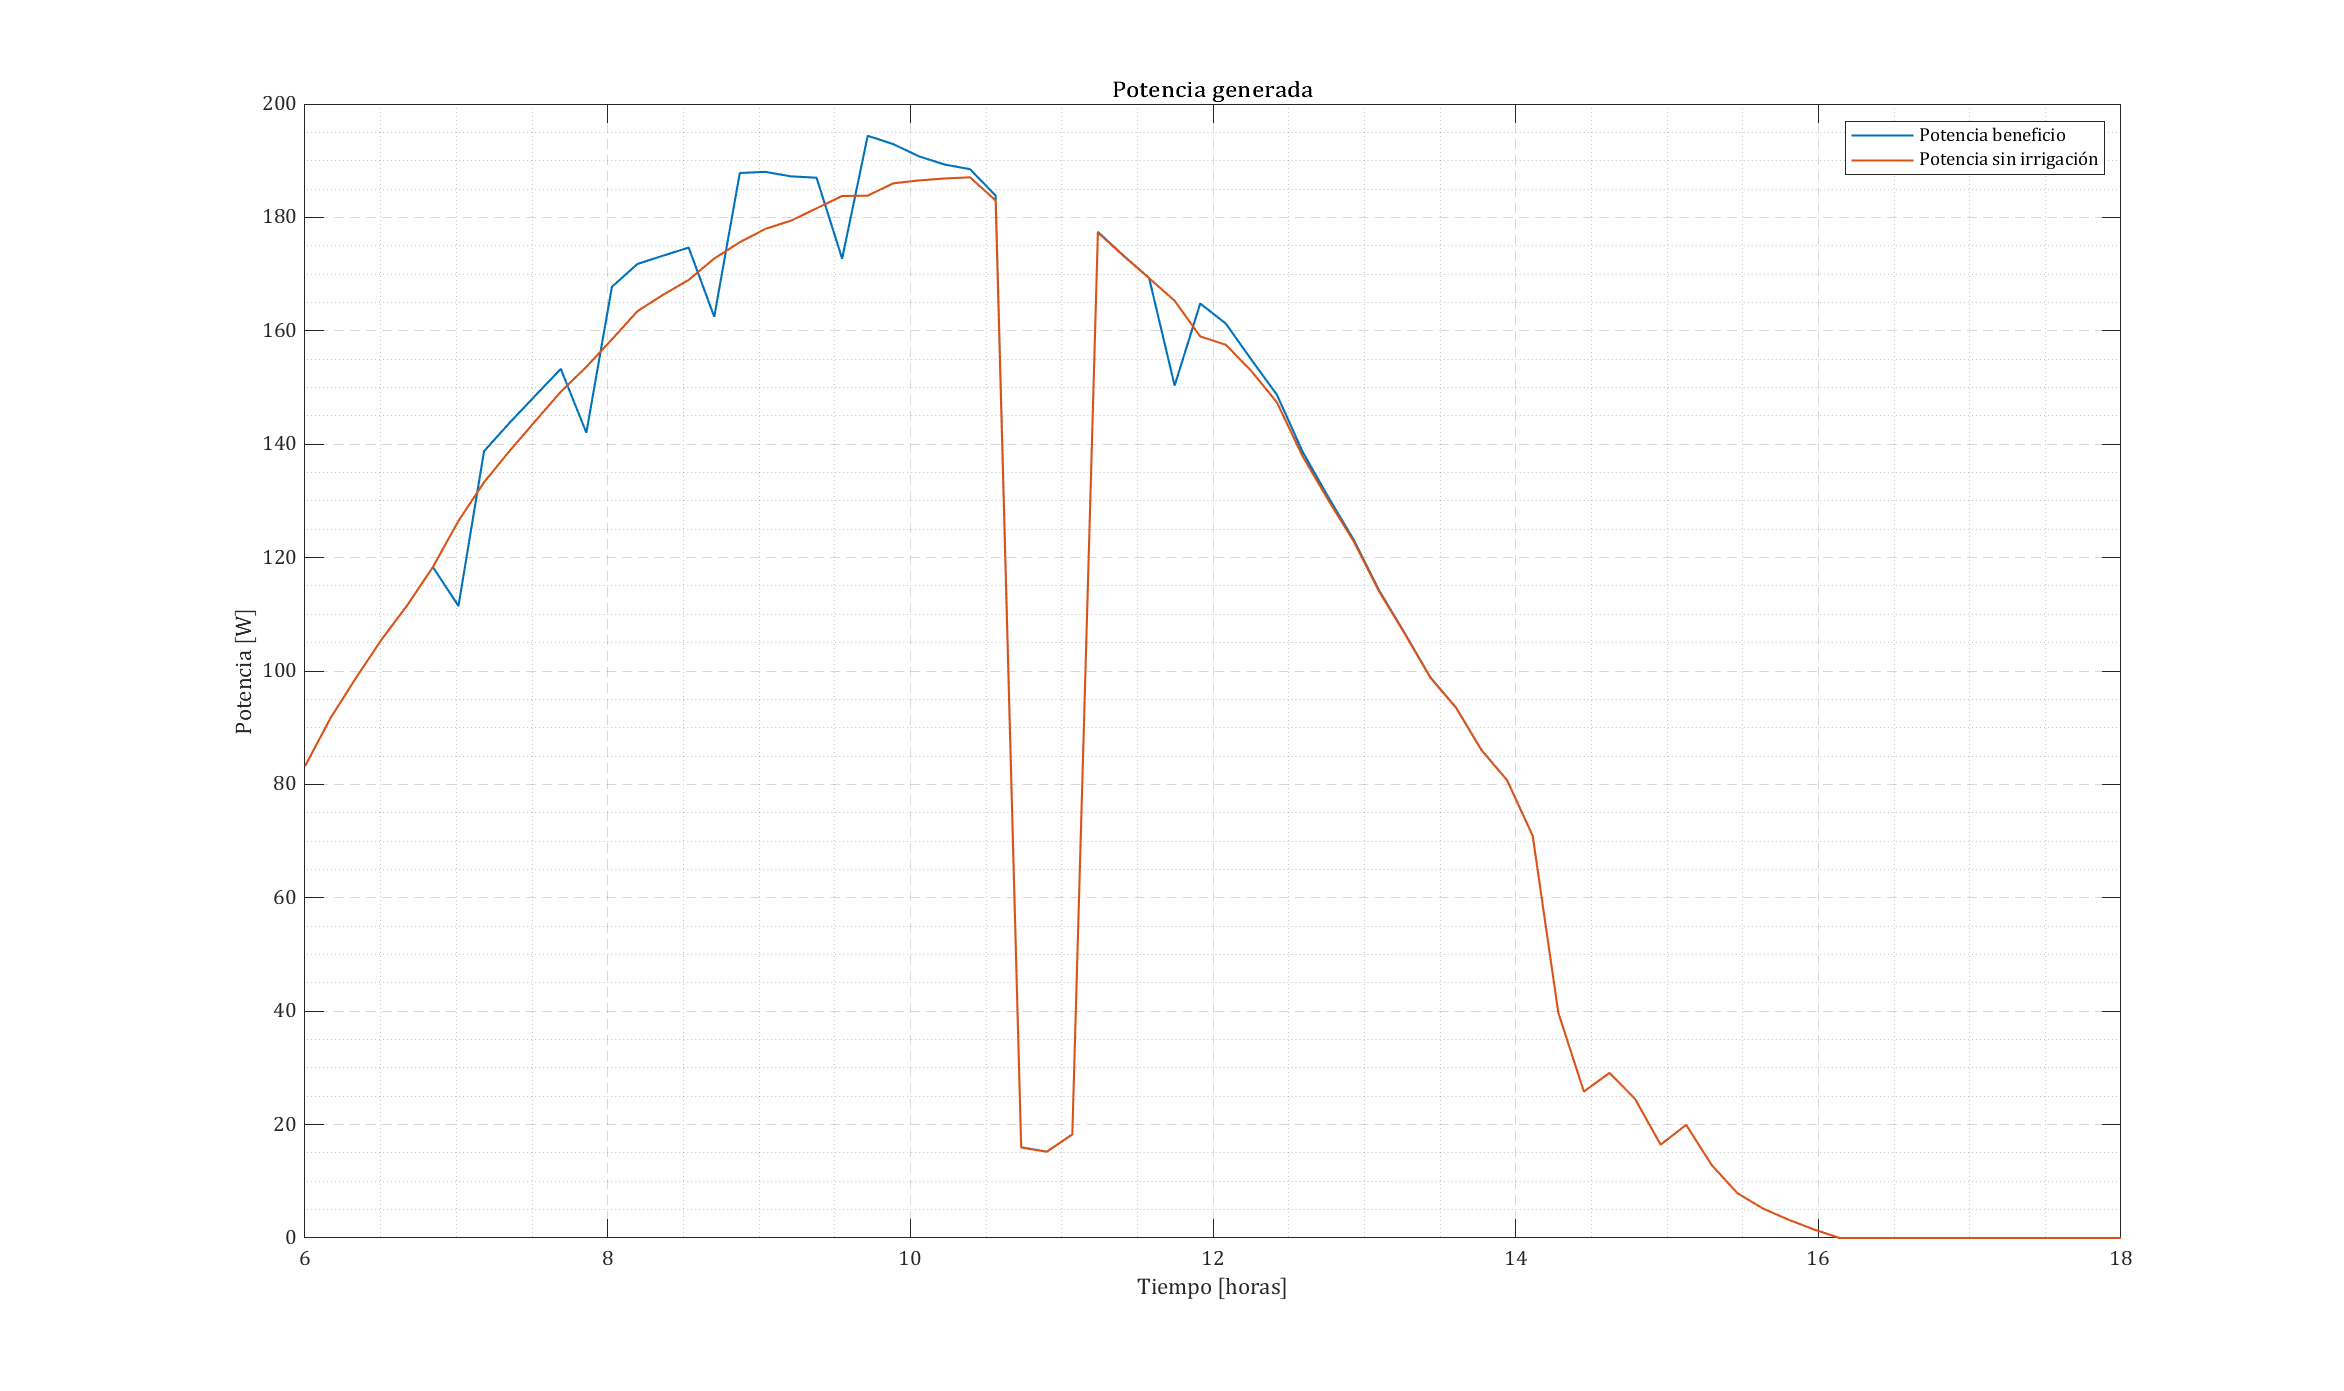 Potencia generada
Potencia beneficio
Potencia sin irrigación
200
180
160
140
120
100
80
60
40
20
0
Potencia [W]
6 8 10 12 14 16 18
Tiempo [horas]